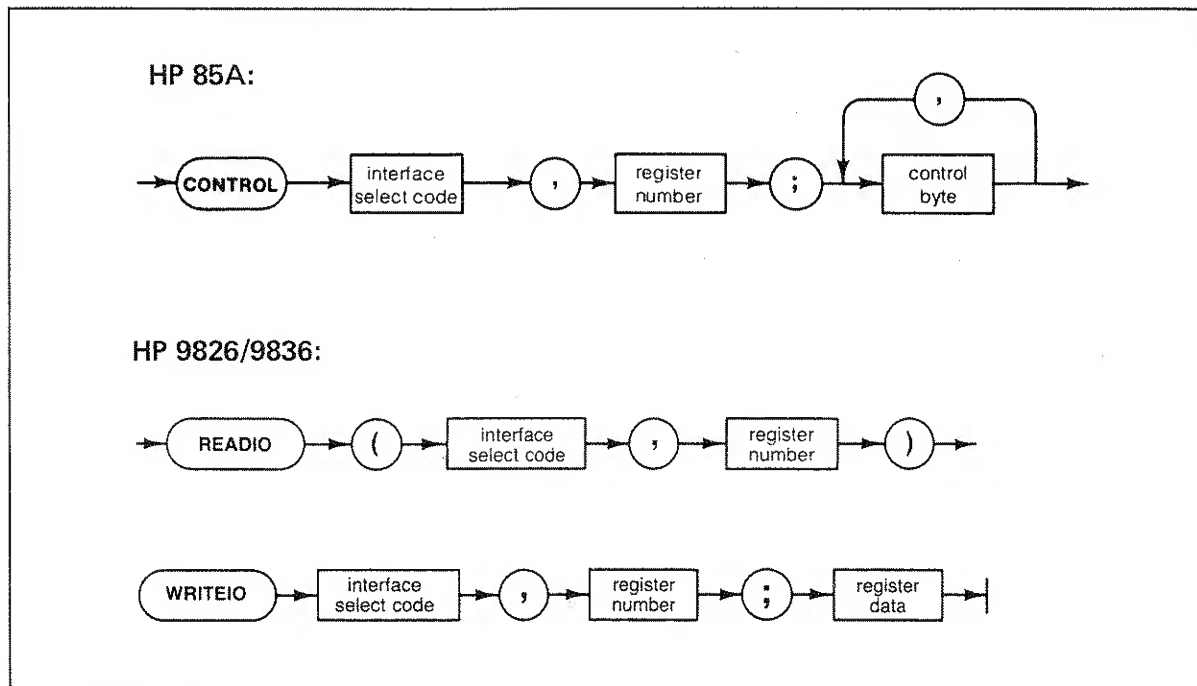 HP 85A:
,
CONTROL interface select code , register number ; control byte
HP 9826/9836:
READIO ( interface select code , register number )
WRITEIO interface select code , register number ; register data